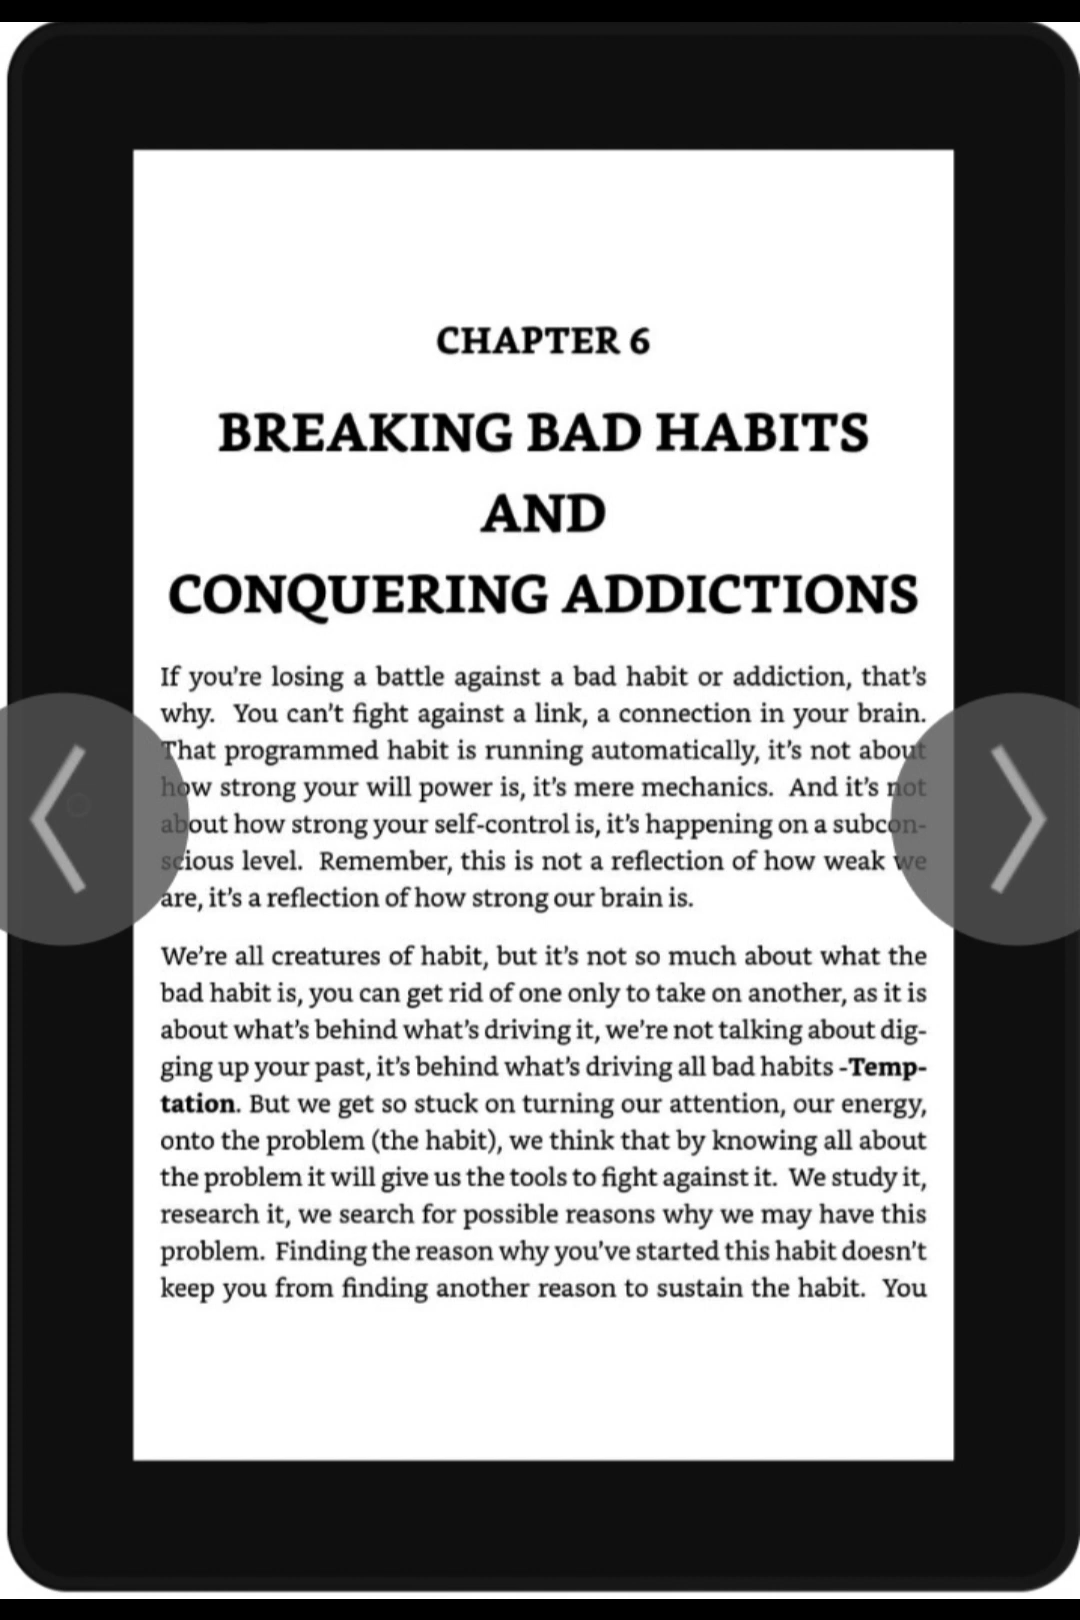 CHAPTER 6
BREAKING BAD HABITS
AND
CONQUERING ADDICTIONS
If you're losing a battle against a bad habit or addiction, that's
why.  You can't fight against a link, a connection in your brain.
That programmed habit is running automatically, it's not about
how strong your will power is, it's mere mechanics.  And it's not
about how strong your self-control is, it's happening on a subcon-
scious level.  Remember, this is not a reflection of how weak we
are, it's a reflection of how strong our brain is.
We're all creatures of habit, but it's not so much about what the
bad habit is, you can get rid of one only to take on another, as it is
about what's behind what's driving it, we're not talking about dig-
ging up your past, it's behind what's driving all bad habits -Temp-
tation. But we get so stuck on turning our attention, our energy,
onto the problem (the habit), we think that by knowing all about
the problem it will give us the tools to fight against it.  We study it,
research it, we search for possible reasons why we may have this
problem.  Finding the reason why you've started this habit doesn't
keep you from finding another reason to sustain the habit.  You